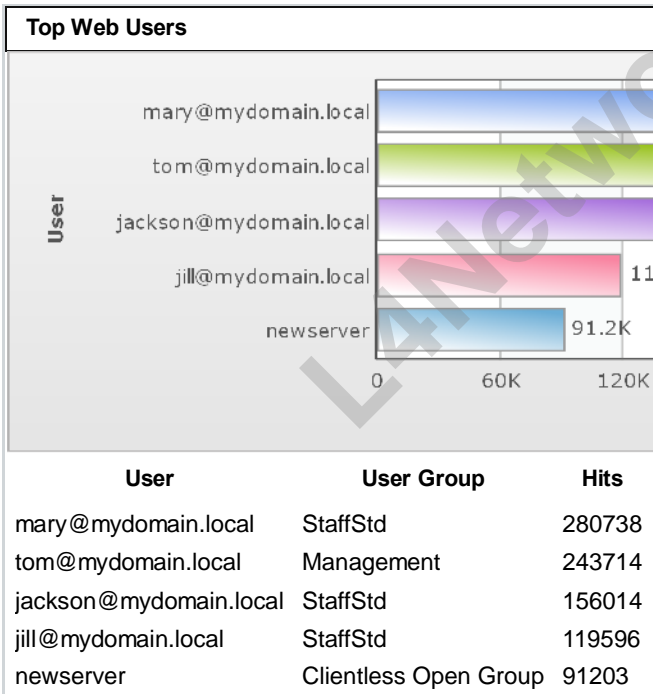 Top Web Users
User
mary@mydomain.local
tom@mydomain.local
jackson@mydomain.local
jill@mydomain.local
newserver
91.2K
0 60K 120K
User User Group Hits
mary@mydomain.local StaffStd 280738
tom@mydomain.local Management 243714
jackson@mydomain.local StaffStd 156014
jill@mydomain.local StaffStd 119596
newserver Clientless Open Group 91203